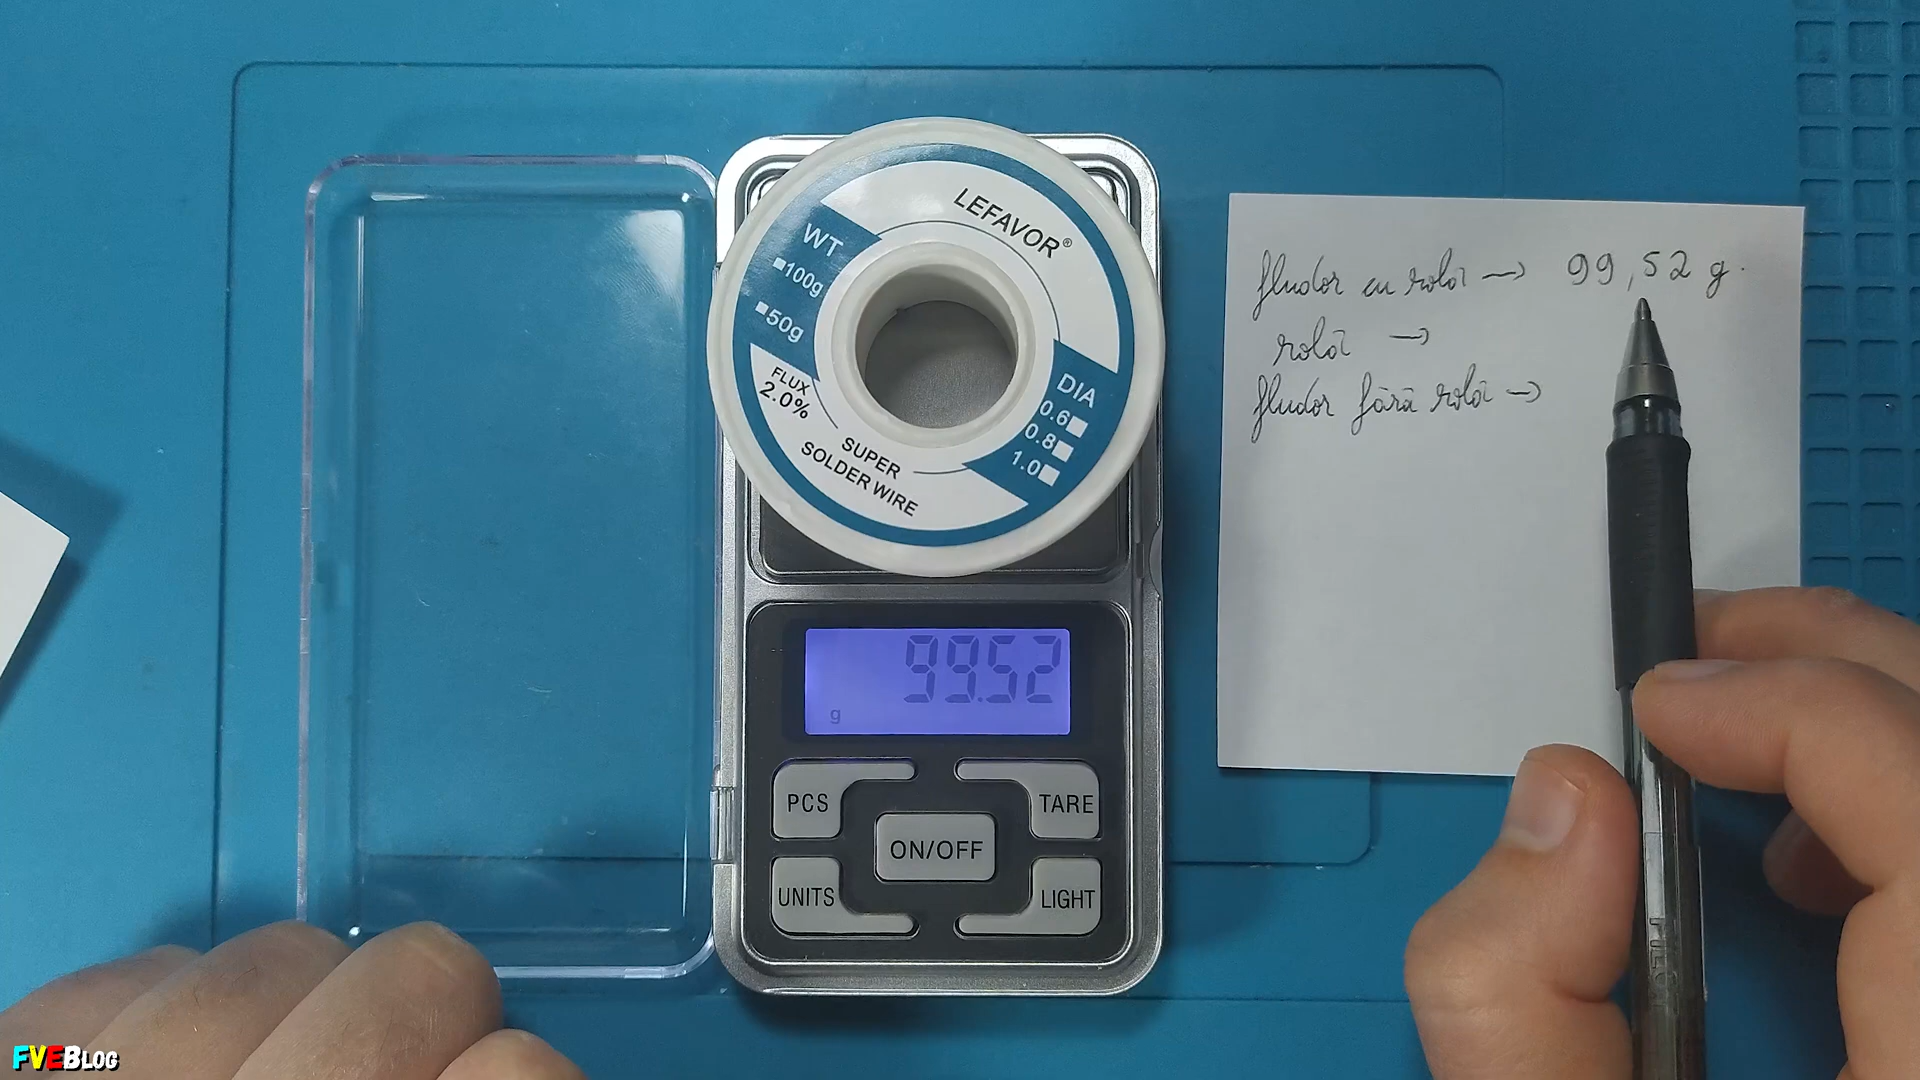 LEFAVOR®
WT
■100g
■50g
FLUX
2.0%
SUPER
SOLDER WIRE
DIA
0.6■
0.8■
1.0■
99.52
g
PCS
TARE
ON/OFF
UNITS
LIGHT
fludor cu rolă → 99,52 g.
rolă →
fludor fără rolă →
PILOT
FVEBLOG